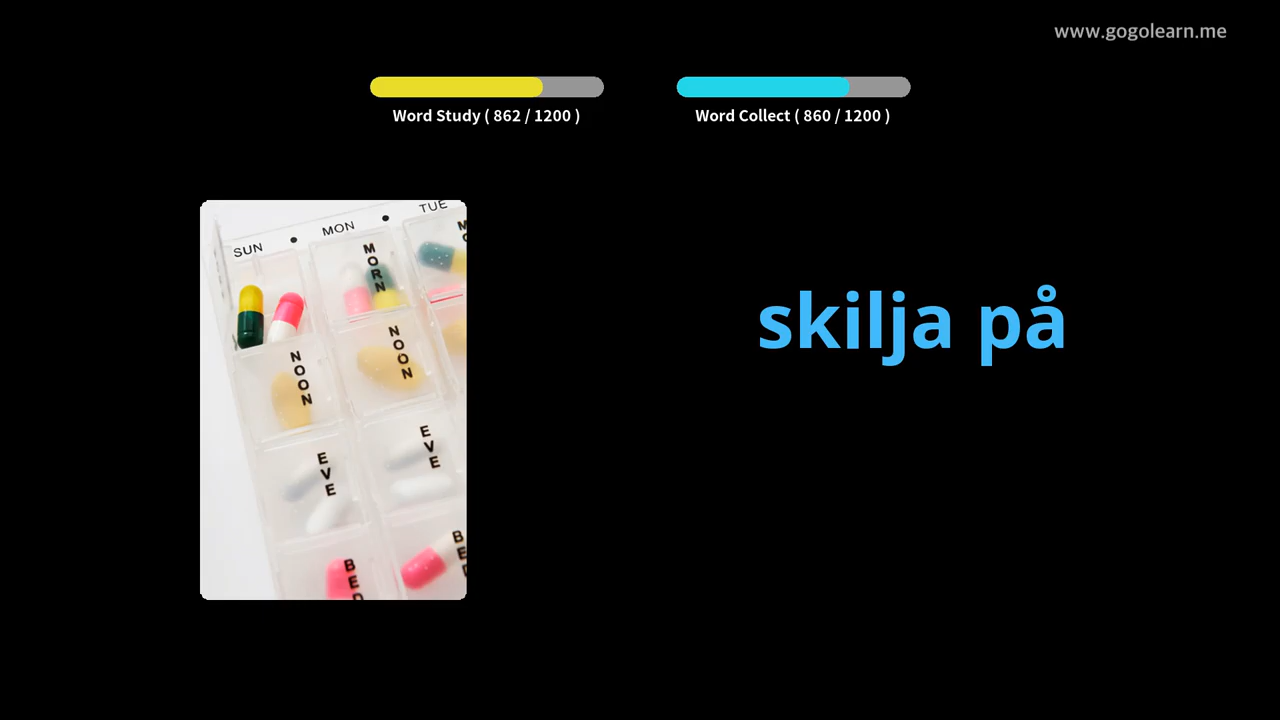 www.gogolearn.me
Word Study ( 862 / 1200 )
Word Collect ( 860 / 1200 )
skilja på
SUN • MON • TUE
MORN
NOON
NOON
EVE
EVE
BED